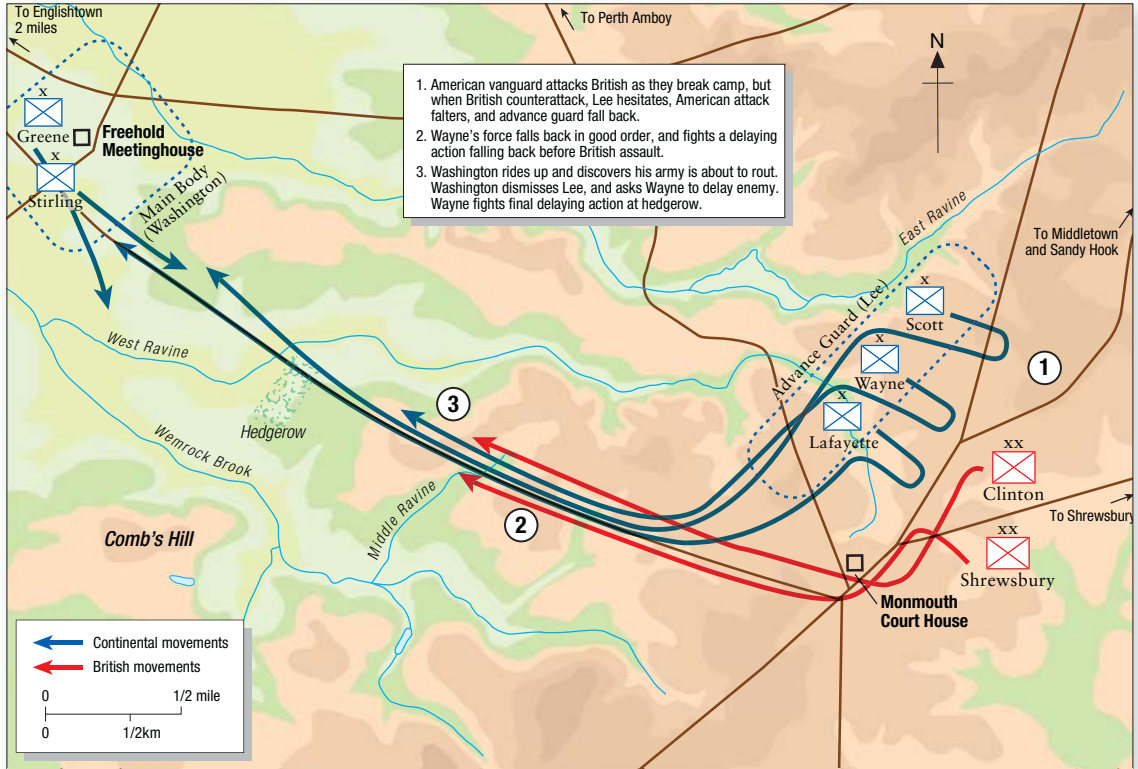 To Englishtown
2 miles
To Perth Amboy
N
1. American vanguard attacks British as they break camp, but
when British counterattack, Lee hesitates, American attack
falters, and advance guard fall back.
2. Wayne's force falls back in good order, and fights a delaying
action falling back before British assault.
3. Washington rides up and discovers his army is about to rout.
Washington dismisses Lee, and asks Wayne to delay enemy.
Wayne fights final delaying action at hedgerow.
x
Greene
Freehold
Meetinghouse
x
Stirling
Main Body
(Washington)
East Ravine
To Middletown
and Sandy Hook
Advance Guard (Lee)
x
Scott
x
Wayne
x
Lafayette
1
West Ravine
3
Hedgerow
Wemrock Brook
Middle Ravine
2
Comb's Hill
xx
Clinton
To Shrewsbury
xx
Shrewsbury
Monmouth
Court House
Continental movements
British movements
0 1/2 mile
0 1/2km